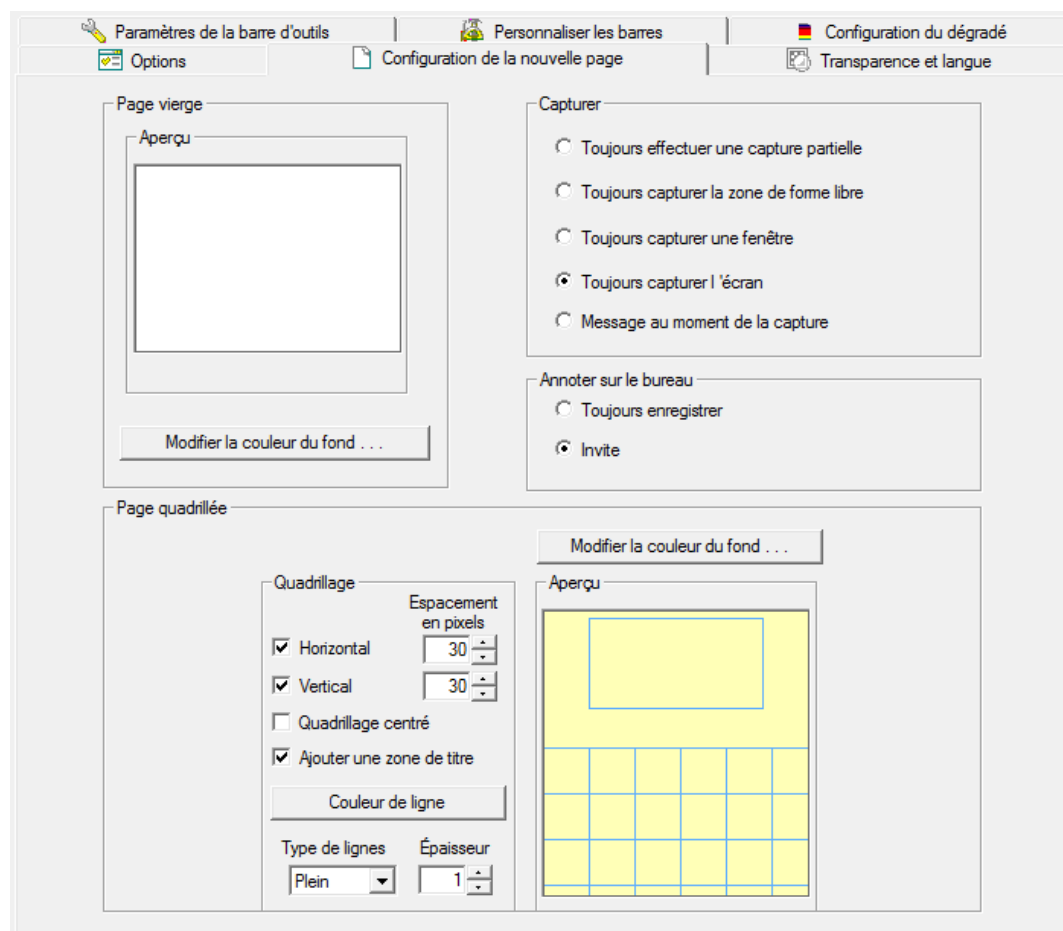 Paramètres de la barre d'outils
Personnaliser les barres
Configuration du dégradé
Options
Configuration de la nouvelle page
Transparence et langue
Page vierge
Aperçu
Modifier la couleur du fond . . .
Capturer
Toujours effectuer une capture partielle
Toujours capturer la zone de forme libre
Toujours capturer une fenêtre
Toujours capturer l 'écran
Message au moment de la capture
Annoter sur le bureau
Toujours enregistrer
Invite
Page quadrillée
Modifier la couleur du fond . . .
Quadrillage
Espacement
en pixels
Horizontal 30
Vertical 30
Quadrillage centré
Ajouter une zone de titre
Couleur de ligne
Type de lignes Épaisseur
Plein 1
Aperçu